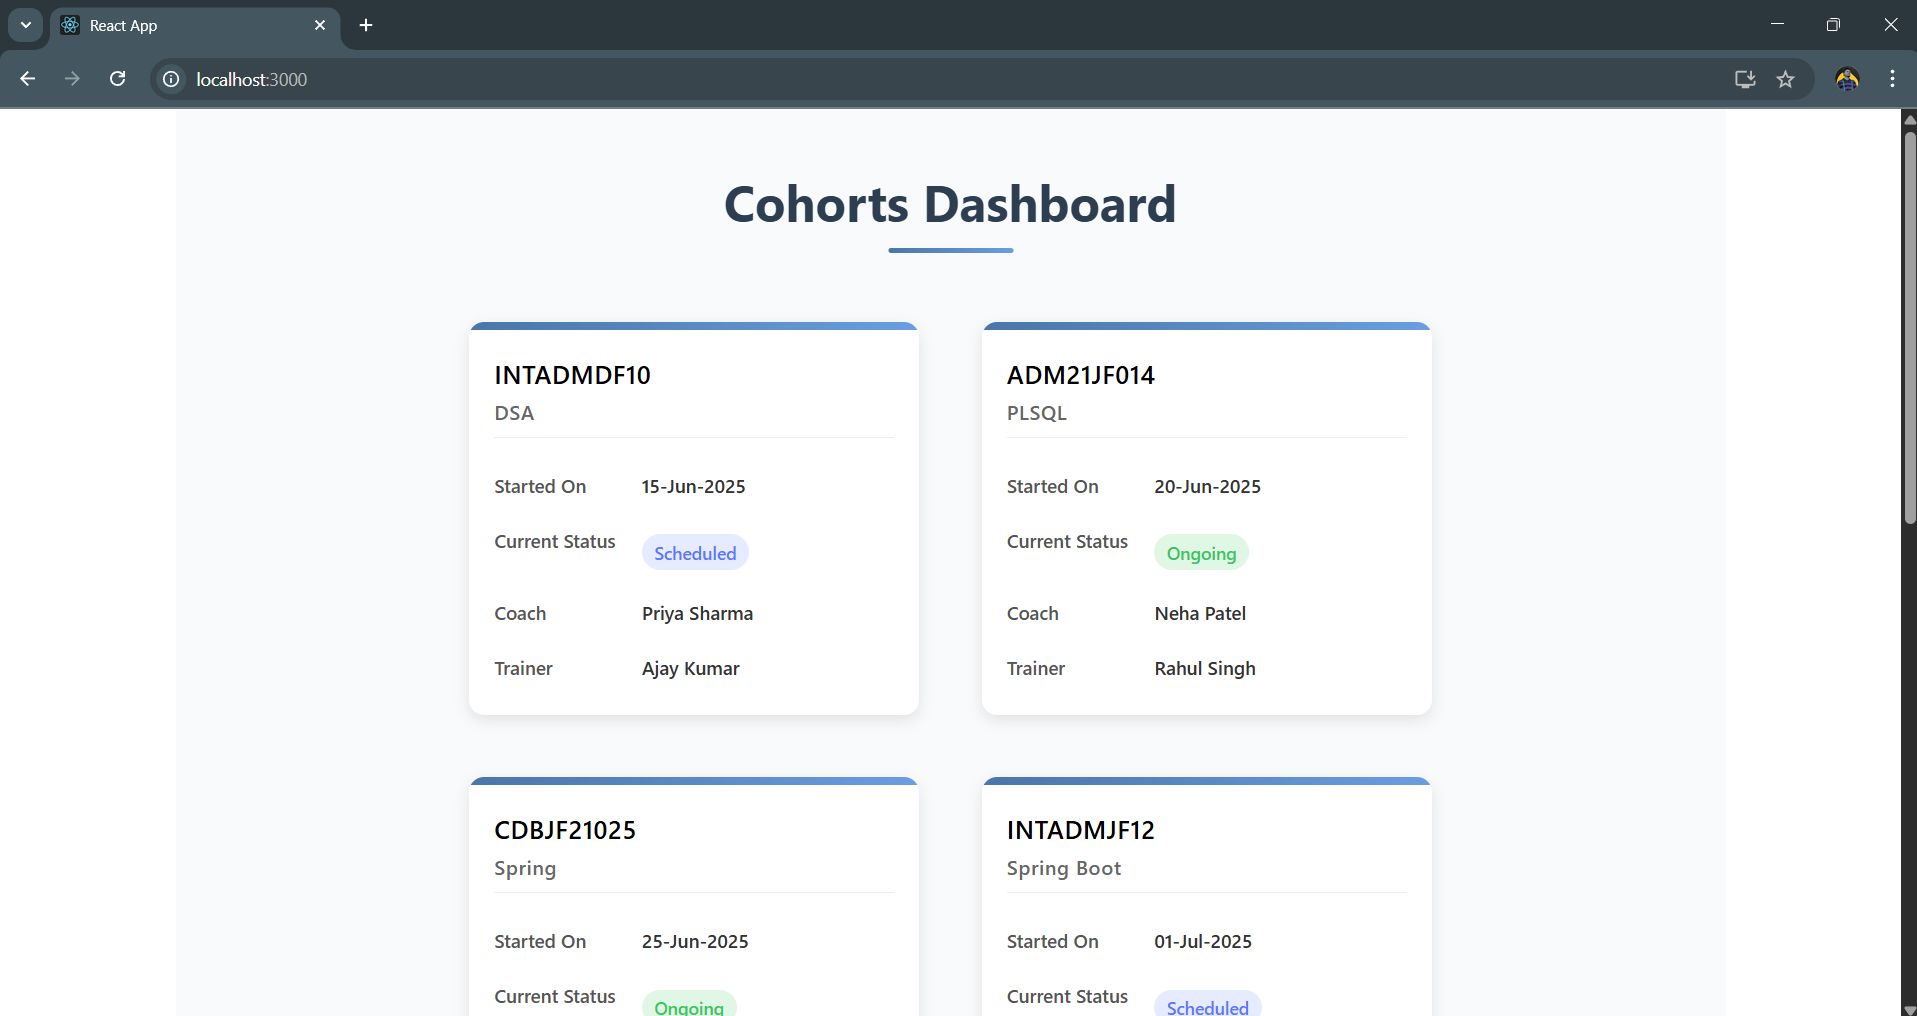 React App
localhost:3000
Cohorts Dashboard
INTADMDF10
DSA
Started On 15-Jun-2025
Current Status Scheduled
Coach Priya Sharma
Trainer Ajay Kumar
ADM21JF014
PLSQL
Started On 20-Jun-2025
Current Status Ongoing
Coach Neha Patel
Trainer Rahul Singh
CDBJF21025
Spring
Started On 25-Jun-2025
Current Status Ongoing
INTADMJF12
Spring Boot
Started On 01-Jul-2025
Current Status Scheduled